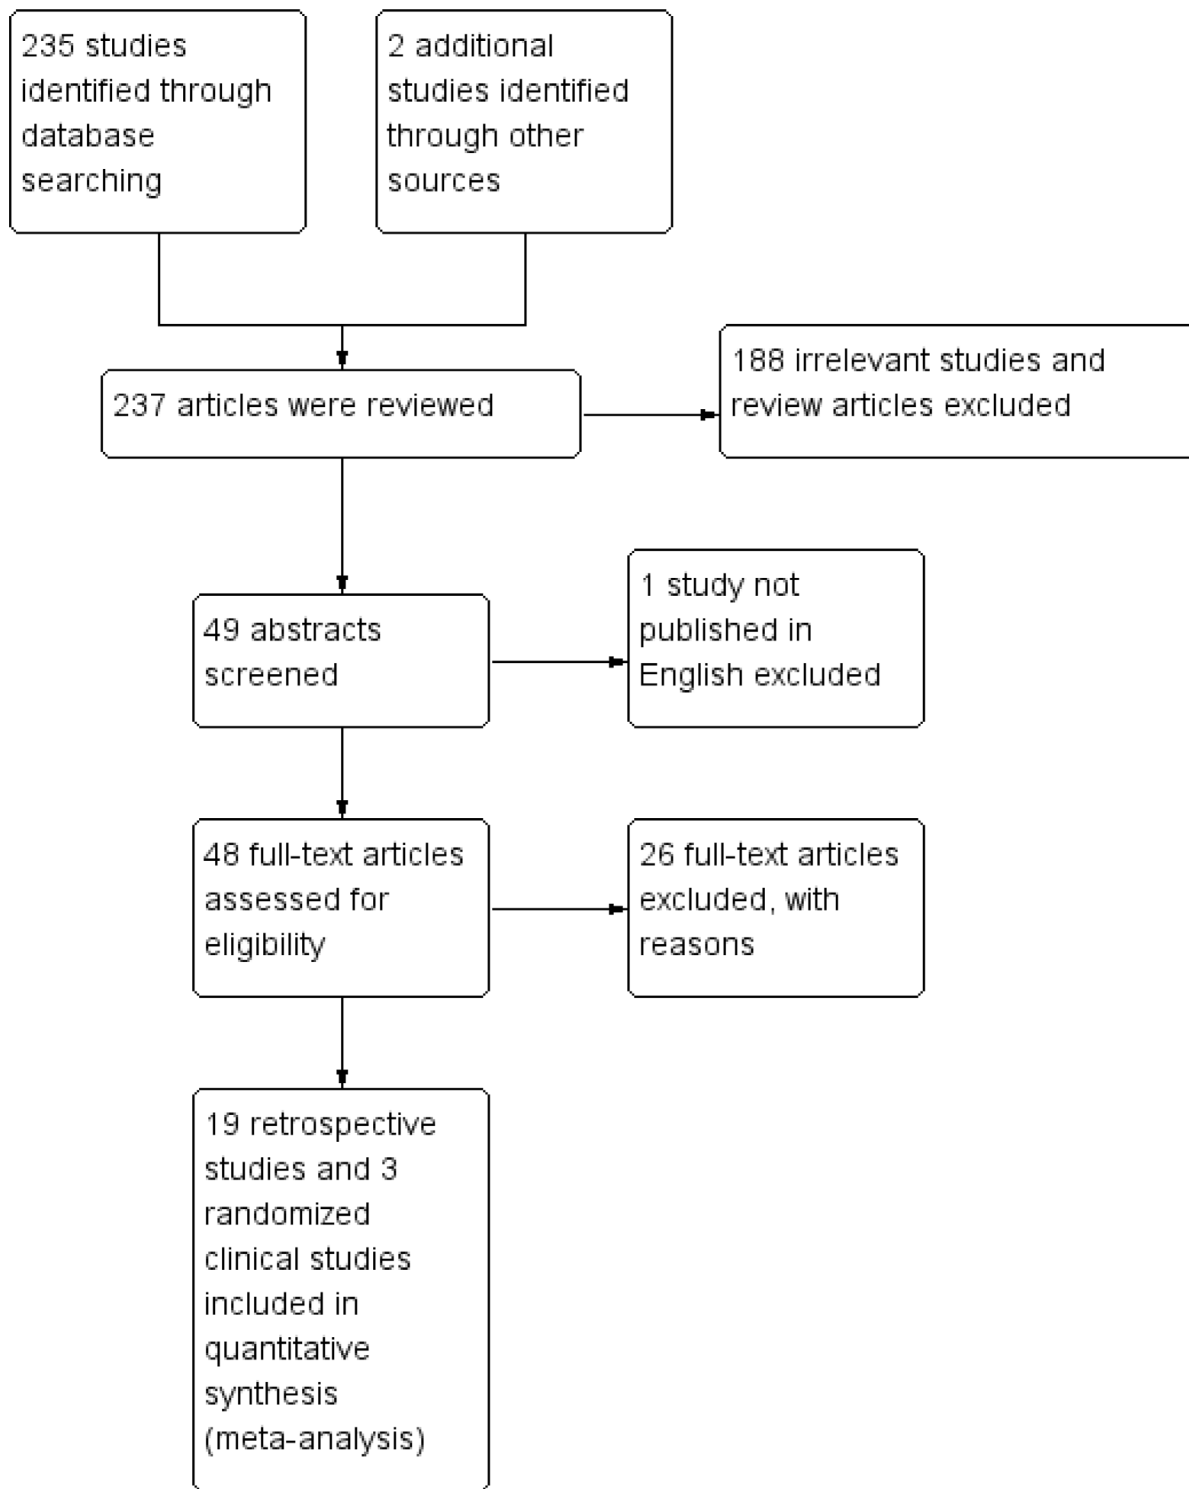 235 studies
identified through
database
searching
2 additional
studies identified
through other
sources
237 articles were reviewed
188 irrelevant studies and
review articles excluded
49 abstracts
screened
1 study not
published in
English excluded
48 full-text articles
assessed for
eligibility
26 full-text articles
excluded, with
reasons
19 retrospective
studies and 3
randomized
clinical studies
included in
quantitative
synthesis
(meta-analysis)